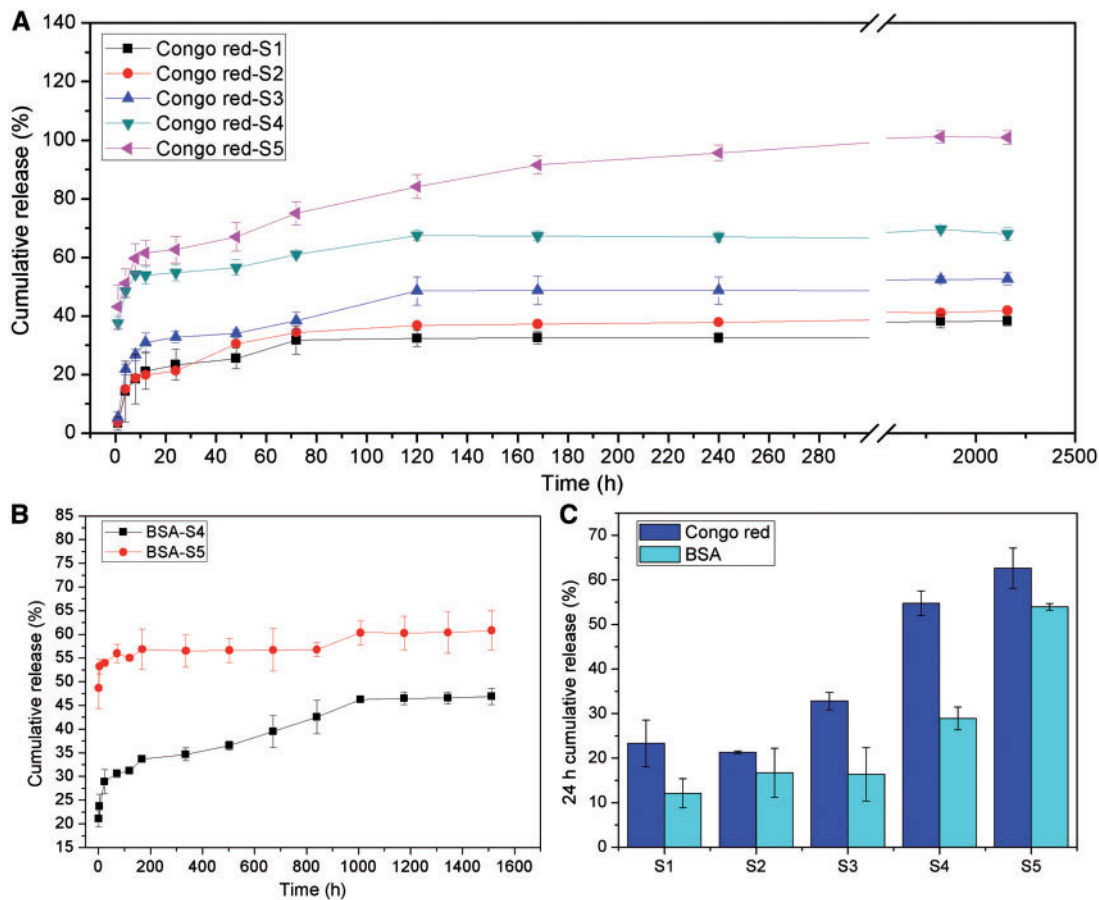 A
Cumulative release (%)
140
120
100
80
60
40
20
0
Congo red-S1
Congo red-S2
Congo red-S3
Congo red-S4
Congo red-S5
0 20 40 60 80 100 120 140 160 180 200 220 240 260 280 2000 2500
Time (h)
B
Cumulative release (%)
85
80
75
70
65
60
55
50
45
40
35
30
25
20
15
BSA-S4
BSA-S5
0 200 400 600 800 1000 1200 1400 1600
Time (h)
C
24 h cumulative release (%)
70
60
50
40
30
20
10
0
Congo red
BSA
S1 S2 S3 S4 S5